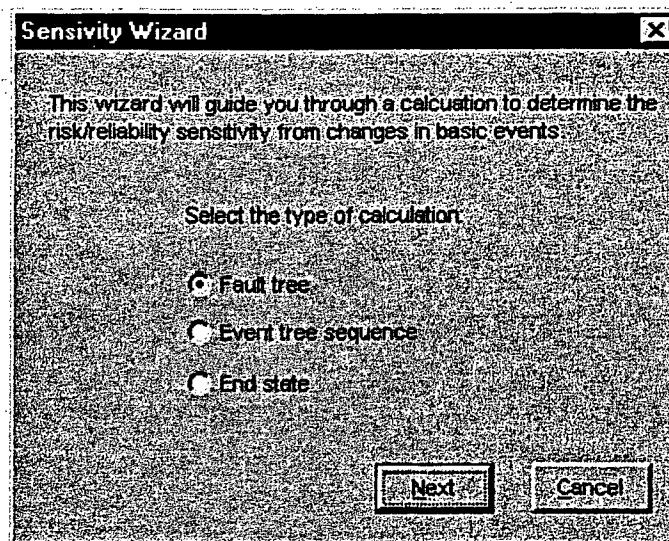 Sensivity Wizard
This wizard will guide you through a calcuation to determine the
risk/reliability sensitivity from changes in basic events.
Select the type of calculation:
Fault tree
Event tree sequence
End state
Next
Cancel